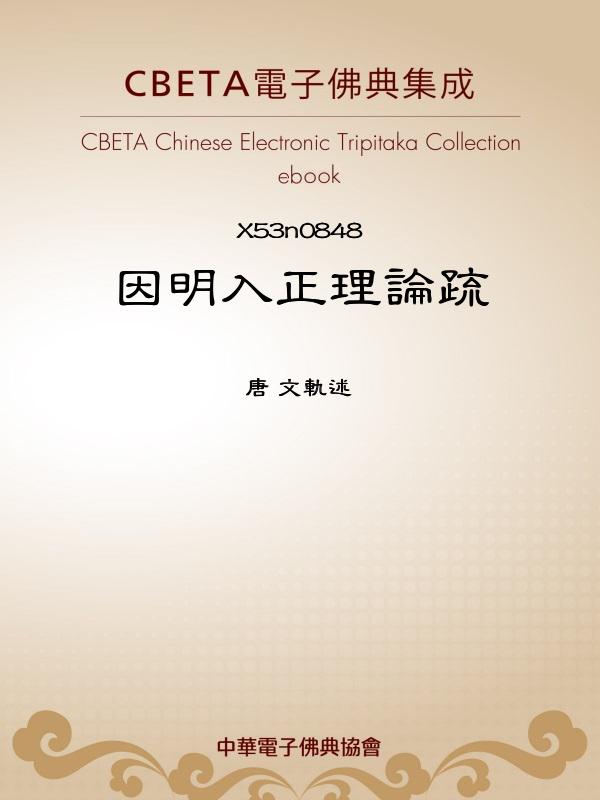 CBETA電子佛典集成
CBETA Chinese Electronic Tripitaka Collection
ebook
X53n0848
因明入正理論疏
唐 文軌述
中華電子佛典協會